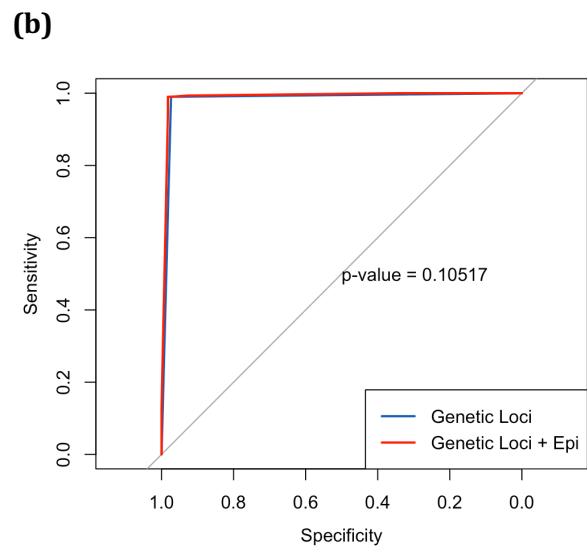 (b)
1.0
0.8
0.6
0.4
0.2
0.0
Sensitivity
p-value = 0.10517
Genetic Loci
Genetic Loci + Epi
1.0 0.8 0.6 0.4 0.2 0.0
Specificity